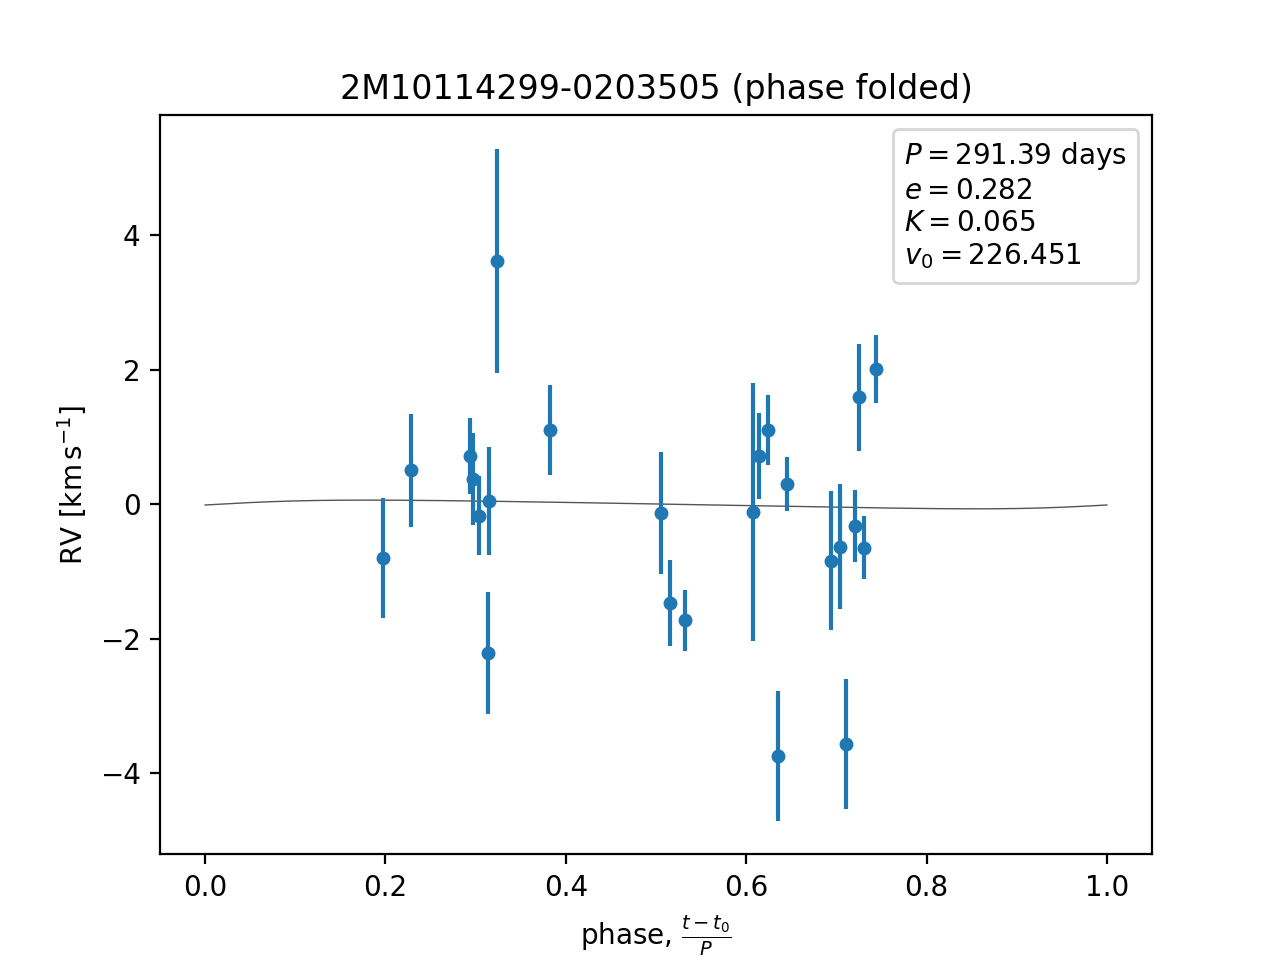 2M10114299-0203505 (phase folded)
P = 291.39 days
e = 0.282
K = 0.065
v₀ = 226.451
4
2
0
−2
−4
RV [km s⁻¹]
0.0 0.2 0.4 0.6 0.8 1.0
phase, (t − t₀)/P